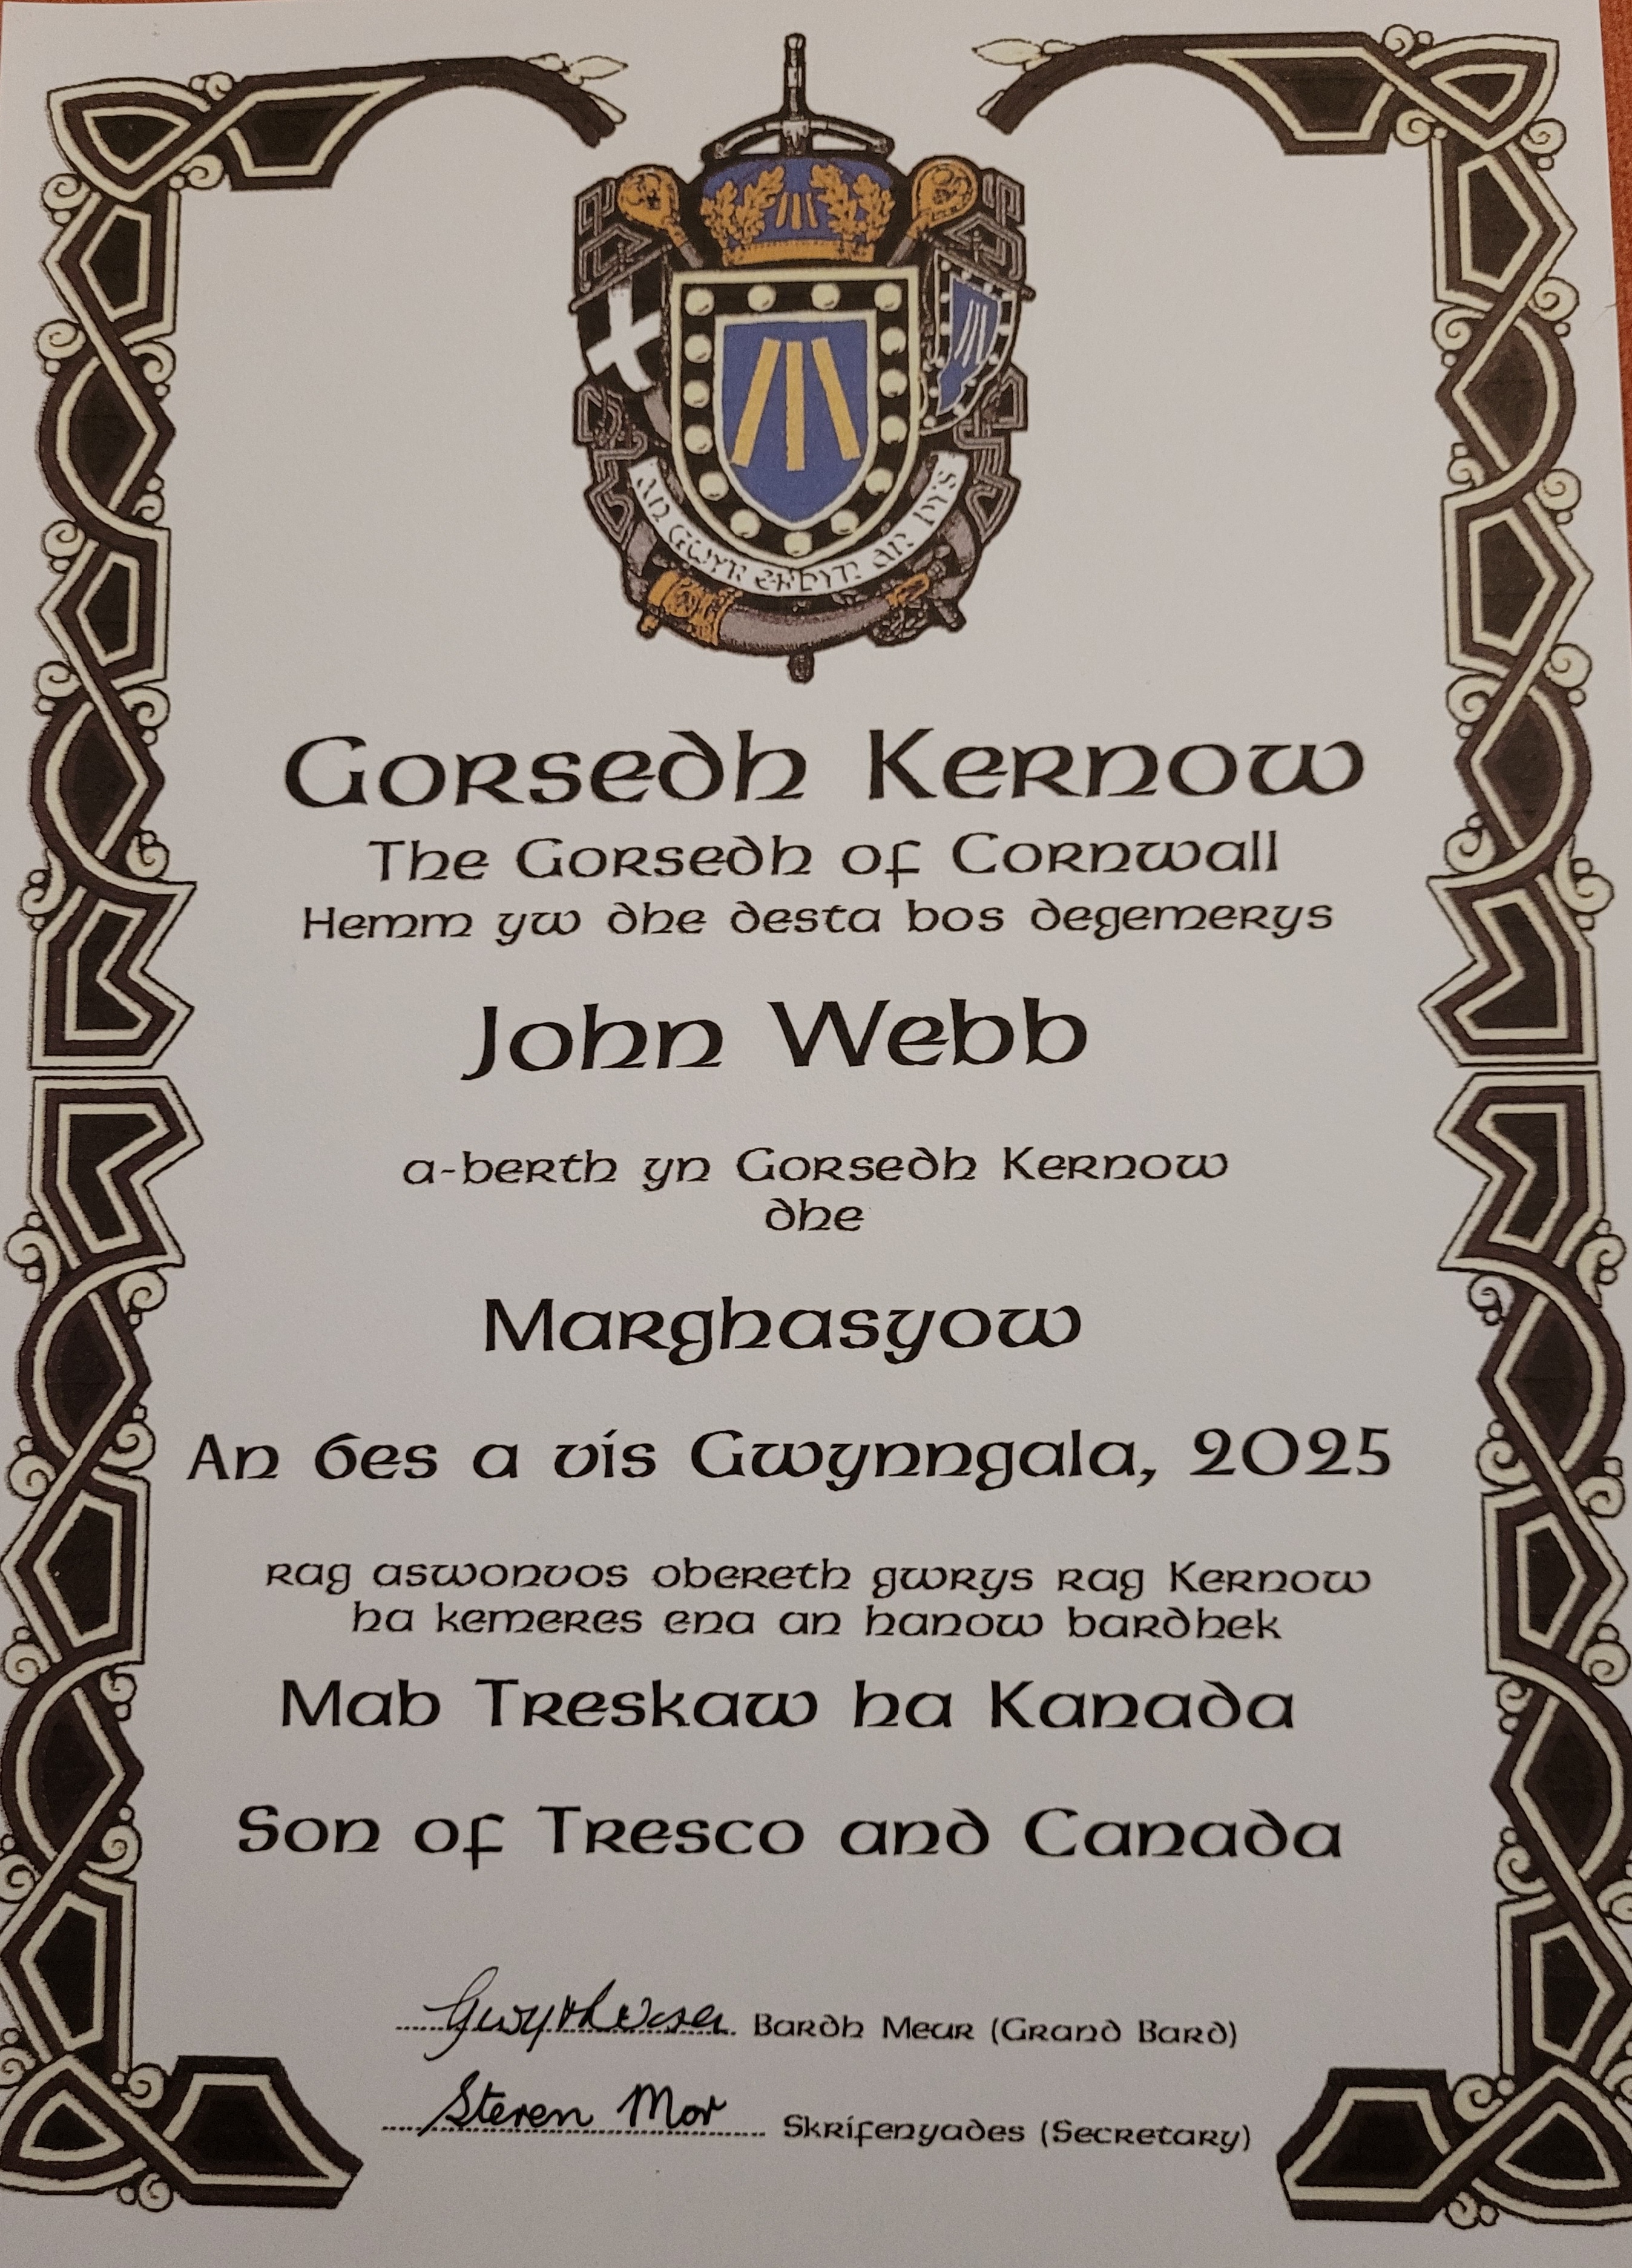 AN GWYR ERBYN AN BYS
Gorsedh Kernow
The Gorsedh of Cornwall
Hemm yw dhe desta bos degemerys
John Webb
a-berth yn Gorsedh Kernow
dhe
Marghasyow
An 6es a vis Gwynngala, 2025
rag aswonvos obereth gwrys rag Kernow
ha kemeres ena an hanow bardhek
Mab Treskaw ha Kanada
Son of Tresco and Canada
Bardh Meur (Grand Bard)
Steren Mor Skrifenyades (Secretary)